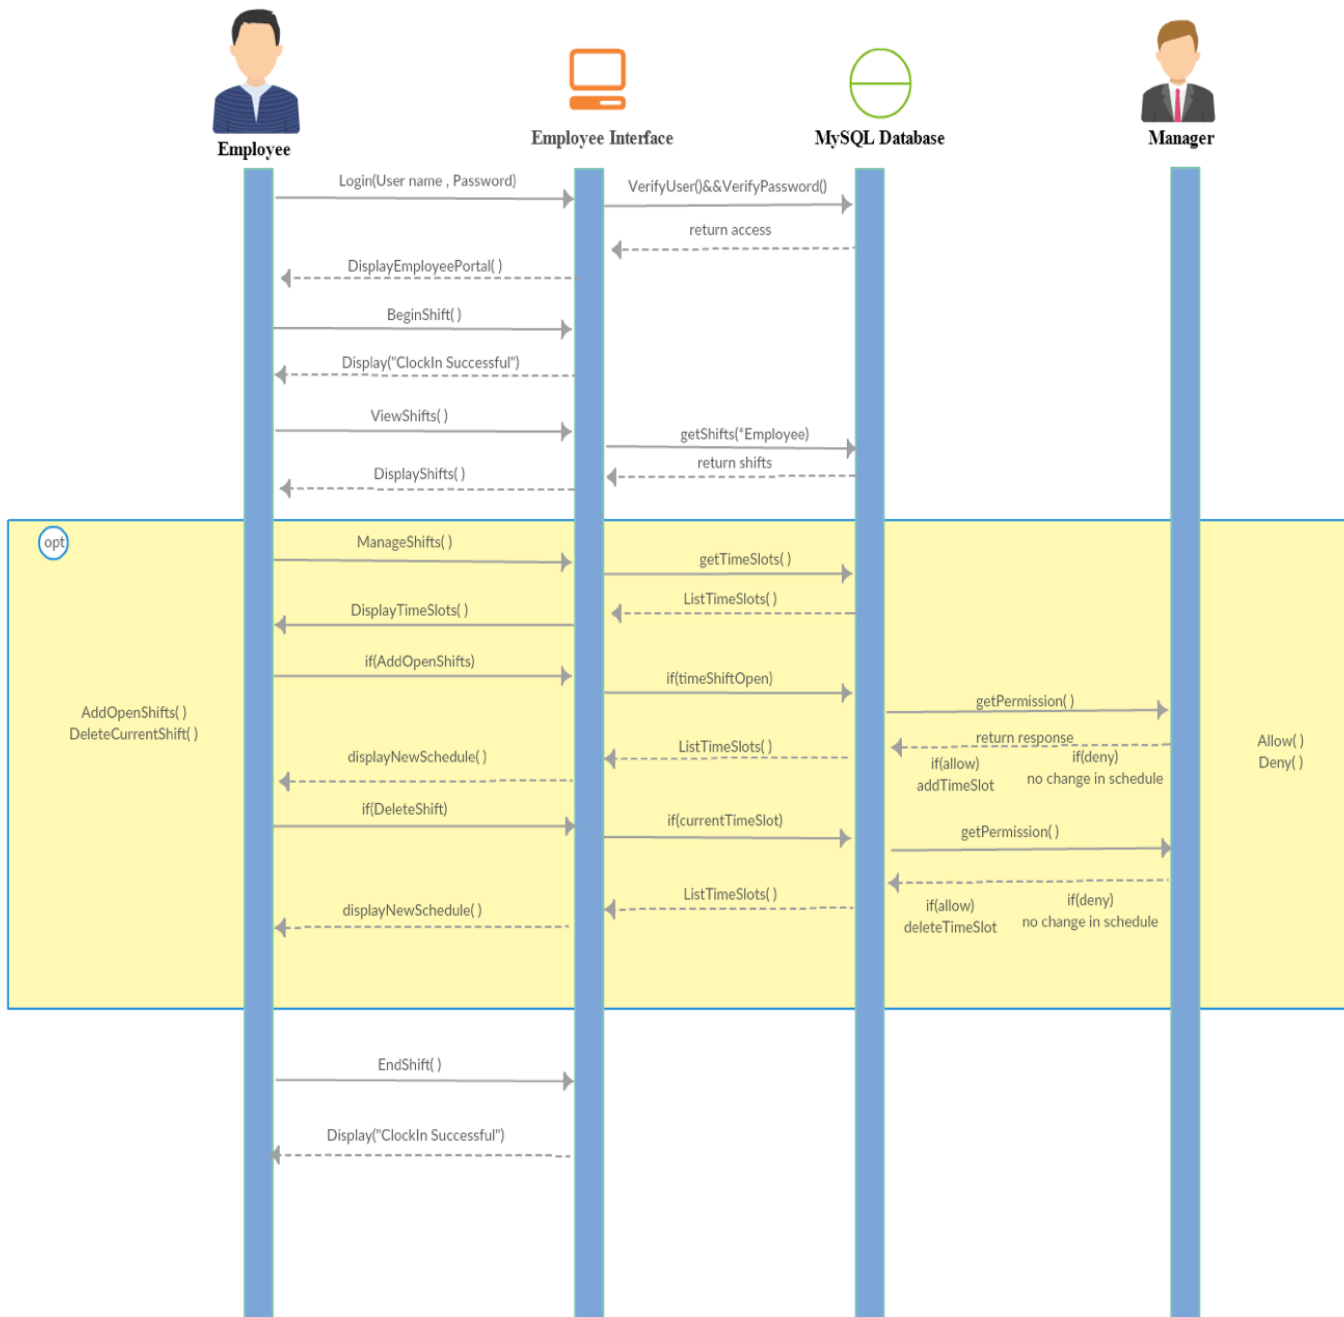 Employee
Employee Interface
MySQL Database
Manager
Login(User name , Password)
VerifyUser()&&VerifyPassword()
return access
DisplayEmployeePortal( )
BeginShift( )
Display("ClockIn Successful")
ViewShifts( )
getShifts(*Employee)
return shifts
DisplayShifts( )
opt
ManageShifts( )
getTimeSlots( )
ListTimeSlots( )
DisplayTimeSlots( )
if(AddOpenShifts)
if(timeShiftOpen)
getPermission( )
AddOpenShifts( )
DeleteCurrentShift( )
return response
Allow( )
Deny( )
ListTimeSlots( )
displayNewSchedule( )
if(allow)
addTimeSlot
if(deny)
no change in schedule
if(DeleteShift)
if(currentTimeSlot)
getPermission( )
ListTimeSlots( )
displayNewSchedule( )
if(allow)
deleteTimeSlot
if(deny)
no change in schedule
EndShift( )
Display("ClockIn Successful")